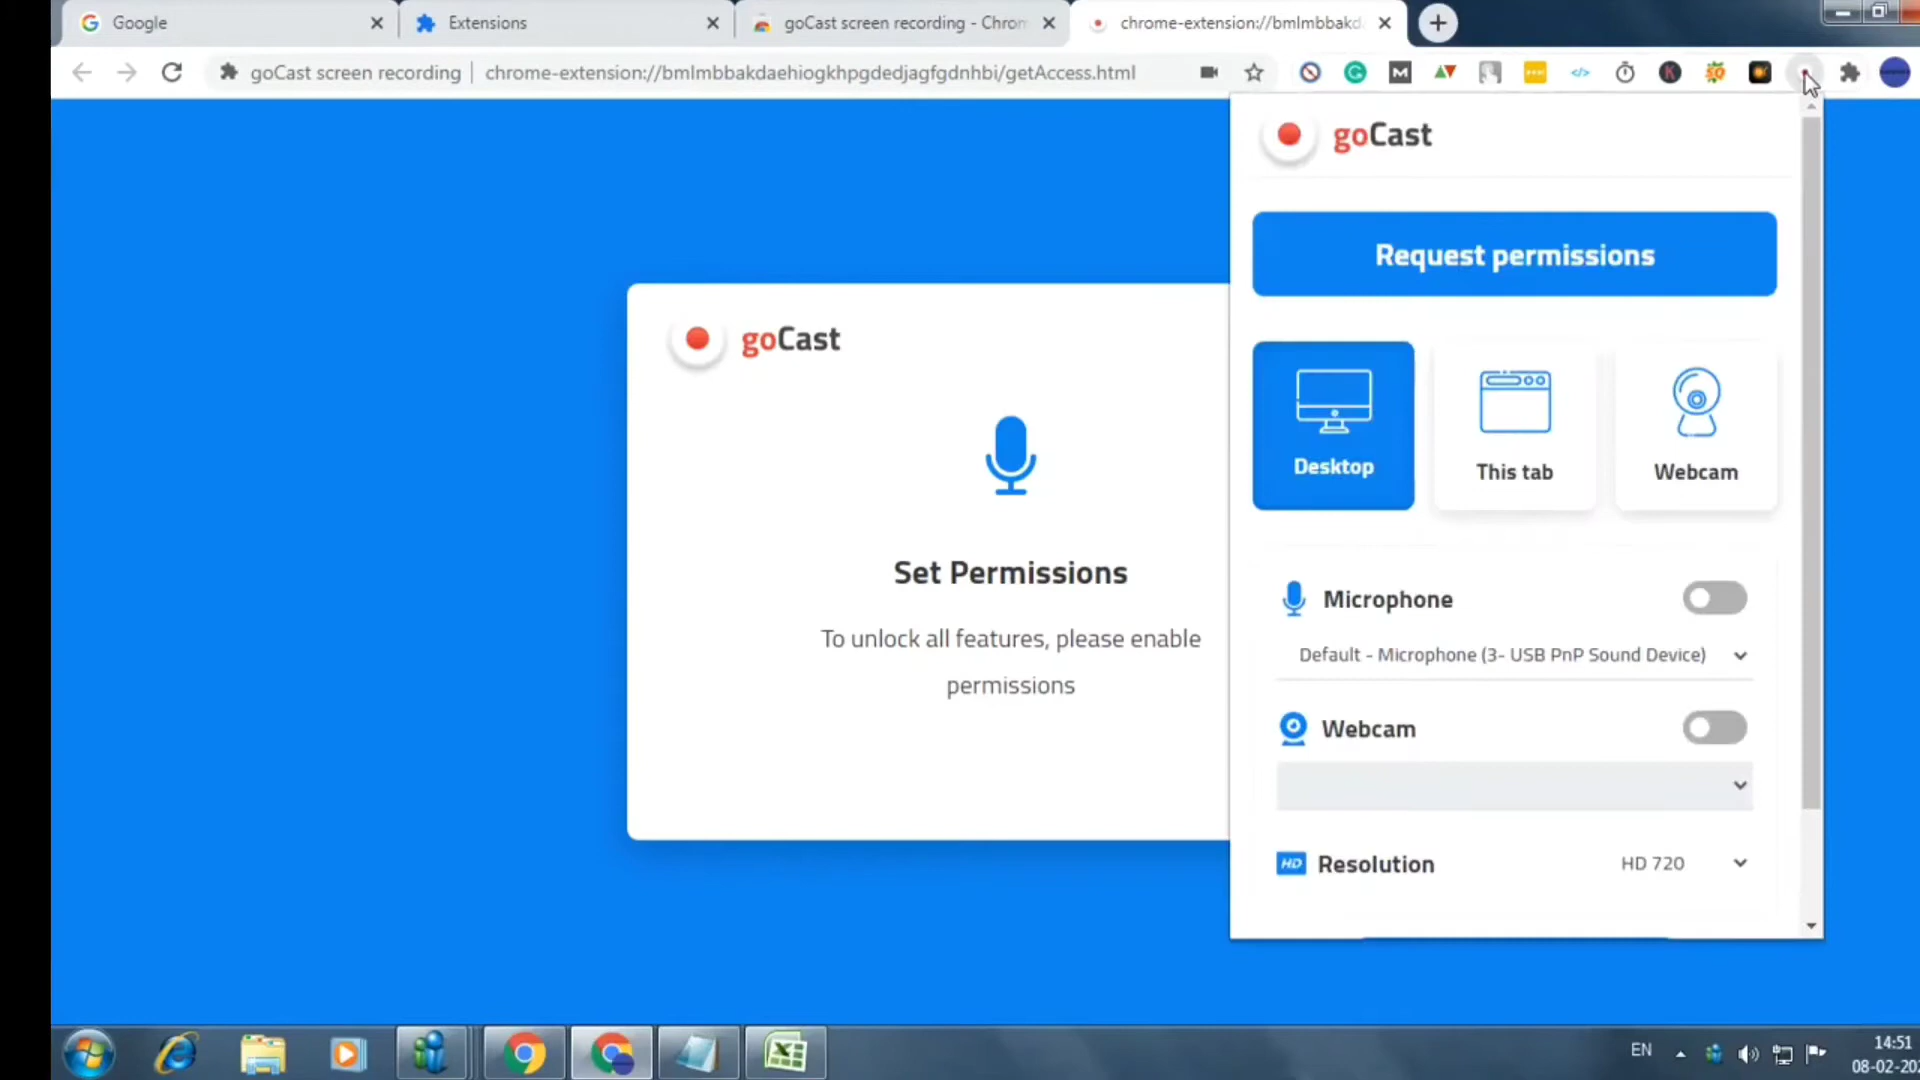 Google
Extensions
goCast screen recording - Chrom
chrome-extension://bmlmbbakd
goCast screen recording
chrome-extension://bmlmbbakdaehiogkhpgdedjagfgdnhbi/getAccess.html
goCast
Request permissions
Desktop
This tab
Webcam
Microphone
Default - Microphone (3- USB PnP Sound Device)
Webcam
HD
Resolution
HD 720
goCast
Set Permissions
To unlock all features, please enable
permissions
EN
14:51
08-02-202